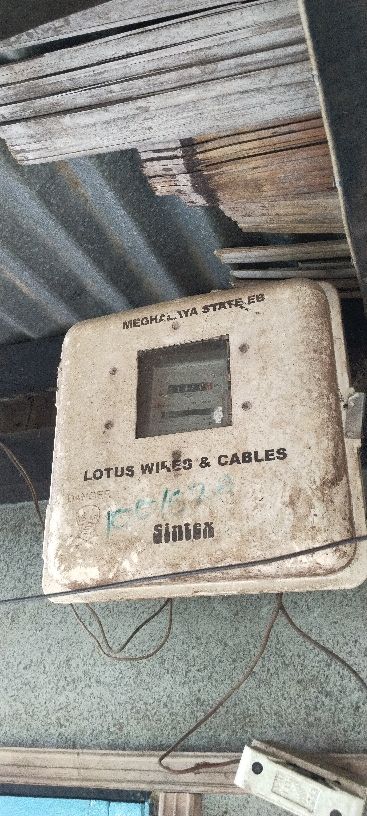 MEGHALAYA STATE EB
LOTUS WIRES & CABLES
DANGER
Sintex